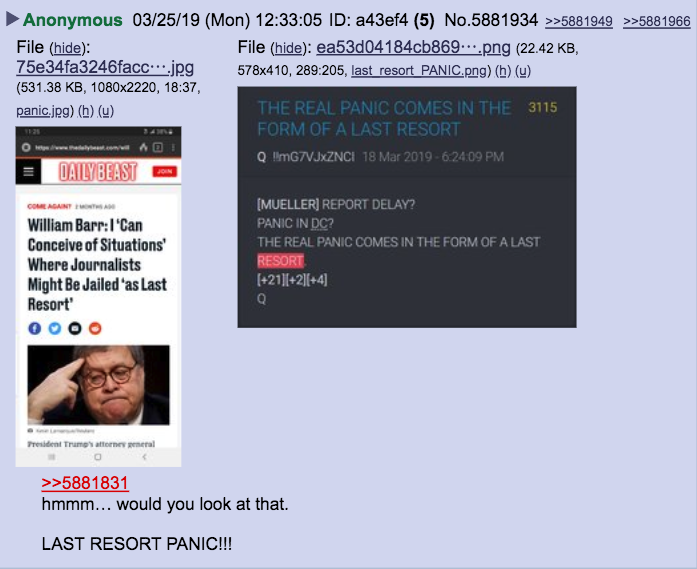 Anonymous 03/25/19 (Mon) 12:33:05 ID: a43ef4 (5) No.5881934 >>5881949 >>5881966
File (hide):
75e34fa3246facc⋯.jpg
(531.38 KB, 1080x2220, 18:37,
panic.jpg) (h) (u)
11:25
38%
https://www.thedailybeast.com/will
2
DAILY BEAST
JOIN
COME AGAIN? 2 MONTHS AGO
William Barr: I ‘Can
Conceive of Situations’
Where Journalists
Might Be Jailed ‘as Last
Resort’
Kevin Lamarque/Reuters
President Trump’s attorney general
File (hide): ea53d04184cb869⋯.png (22.42 KB,
578x410, 289:205, last_resort_PANIC.png) (h) (u)
THE REAL PANIC COMES IN THE 3115
FORM OF A LAST RESORT
Q !!mG7VJxZNCI 18 Mar 2019 - 6:24:09 PM
[MUELLER] REPORT DELAY?
PANIC IN DC?
THE REAL PANIC COMES IN THE FORM OF A LAST
RESORT.
[+21][+2][+4]
Q
>>5881831
hmmm… would you look at that.
LAST RESORT PANIC!!!